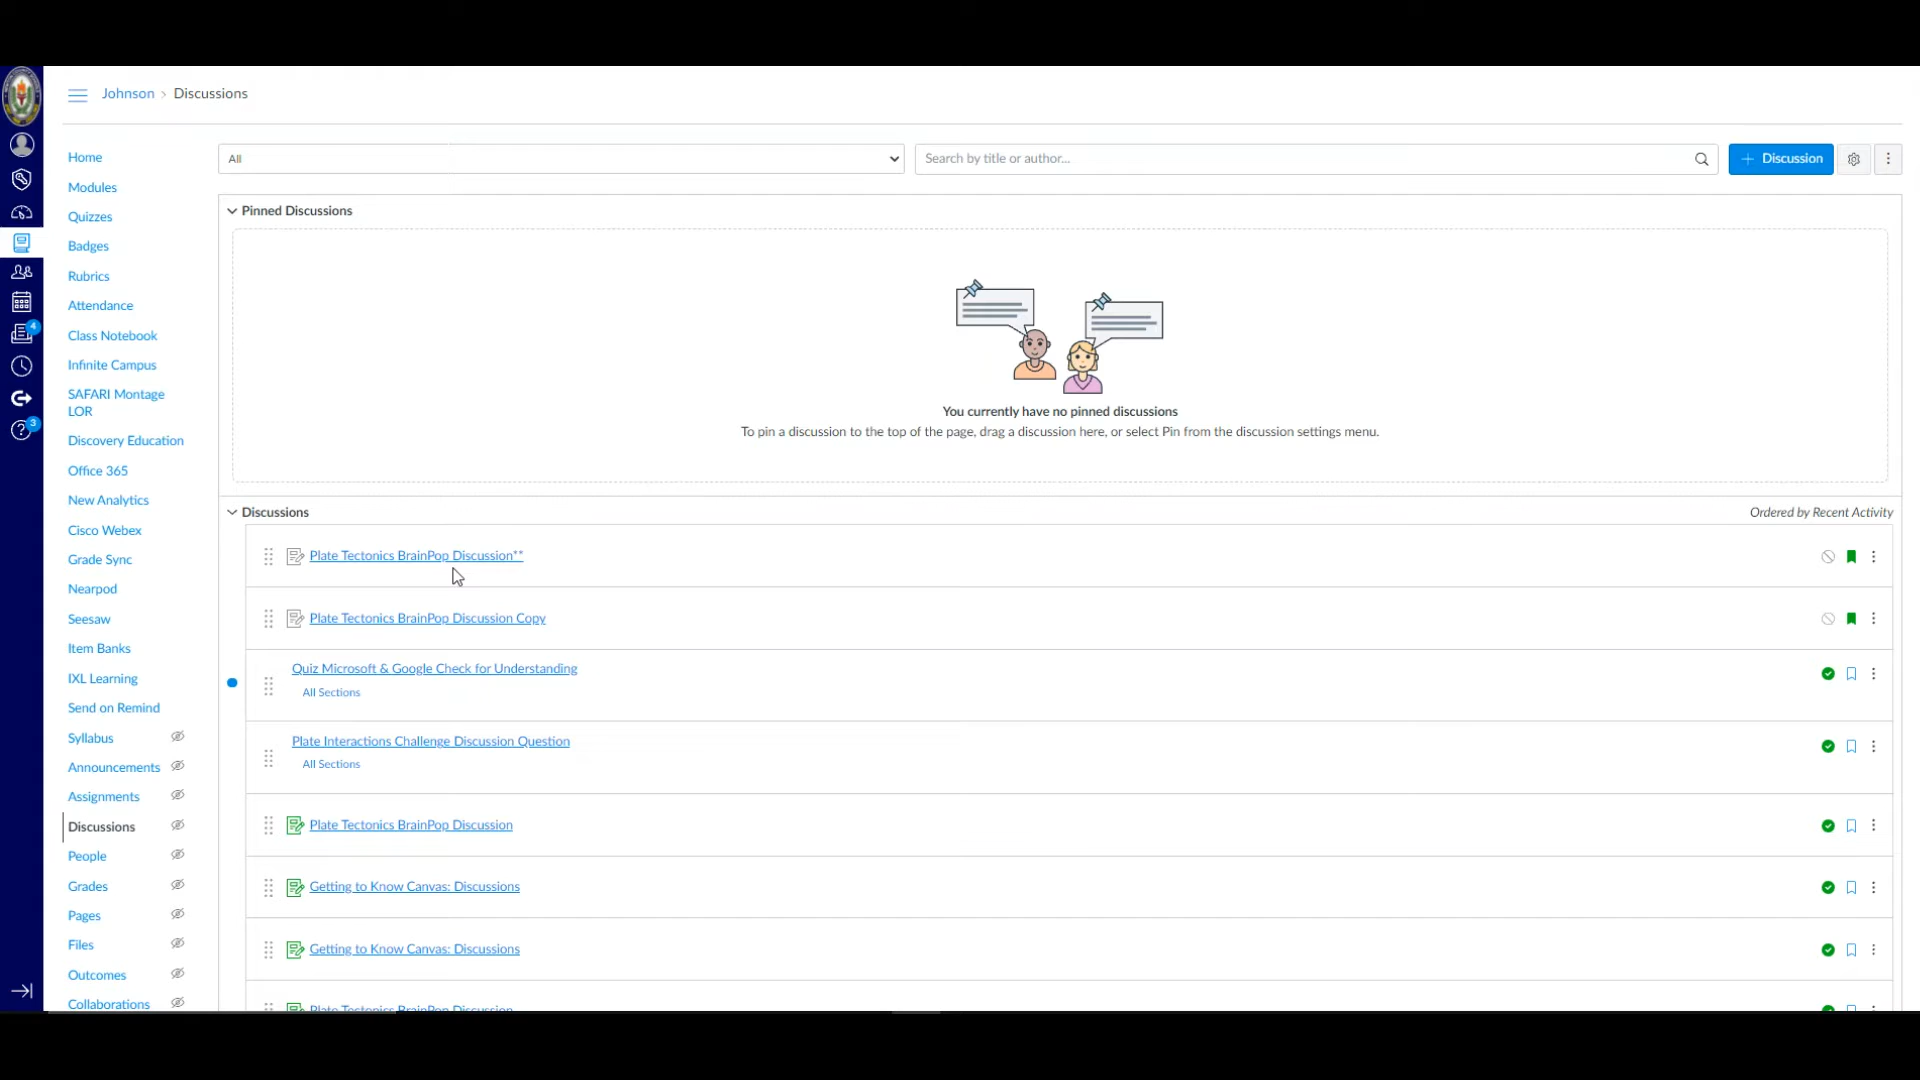 Johnson › Discussions
Home
Modules
Quizzes
Badges
Rubrics
Attendance
Class Notebook
Infinite Campus
SAFARI Montage
LOR
Discovery Education
Office 365
New Analytics
Cisco Webex
Grade Sync
Nearpod
Seesaw
Item Banks
IXL Learning
Send on Remind
Syllabus
Announcements
Assignments
Discussions
People
Grades
Pages
Files
Outcomes
Collaborations
4
3
All
Search by title or author...
+ Discussion
Pinned Discussions
You currently have no pinned discussions
To pin a discussion to the top of the page, drag a discussion here, or select Pin from the discussion settings menu.
Discussions
Ordered by Recent Activity
Plate Tectonics BrainPop Discussion**
Plate Tectonics BrainPop Discussion Copy
Quiz Microsoft & Google Check for Understanding
All Sections
Plate Interactions Challenge Discussion Question
All Sections
Plate Tectonics BrainPop Discussion
Getting to Know Canvas: Discussions
Getting to Know Canvas: Discussions
Plate Tectonics BrainPop Discussion